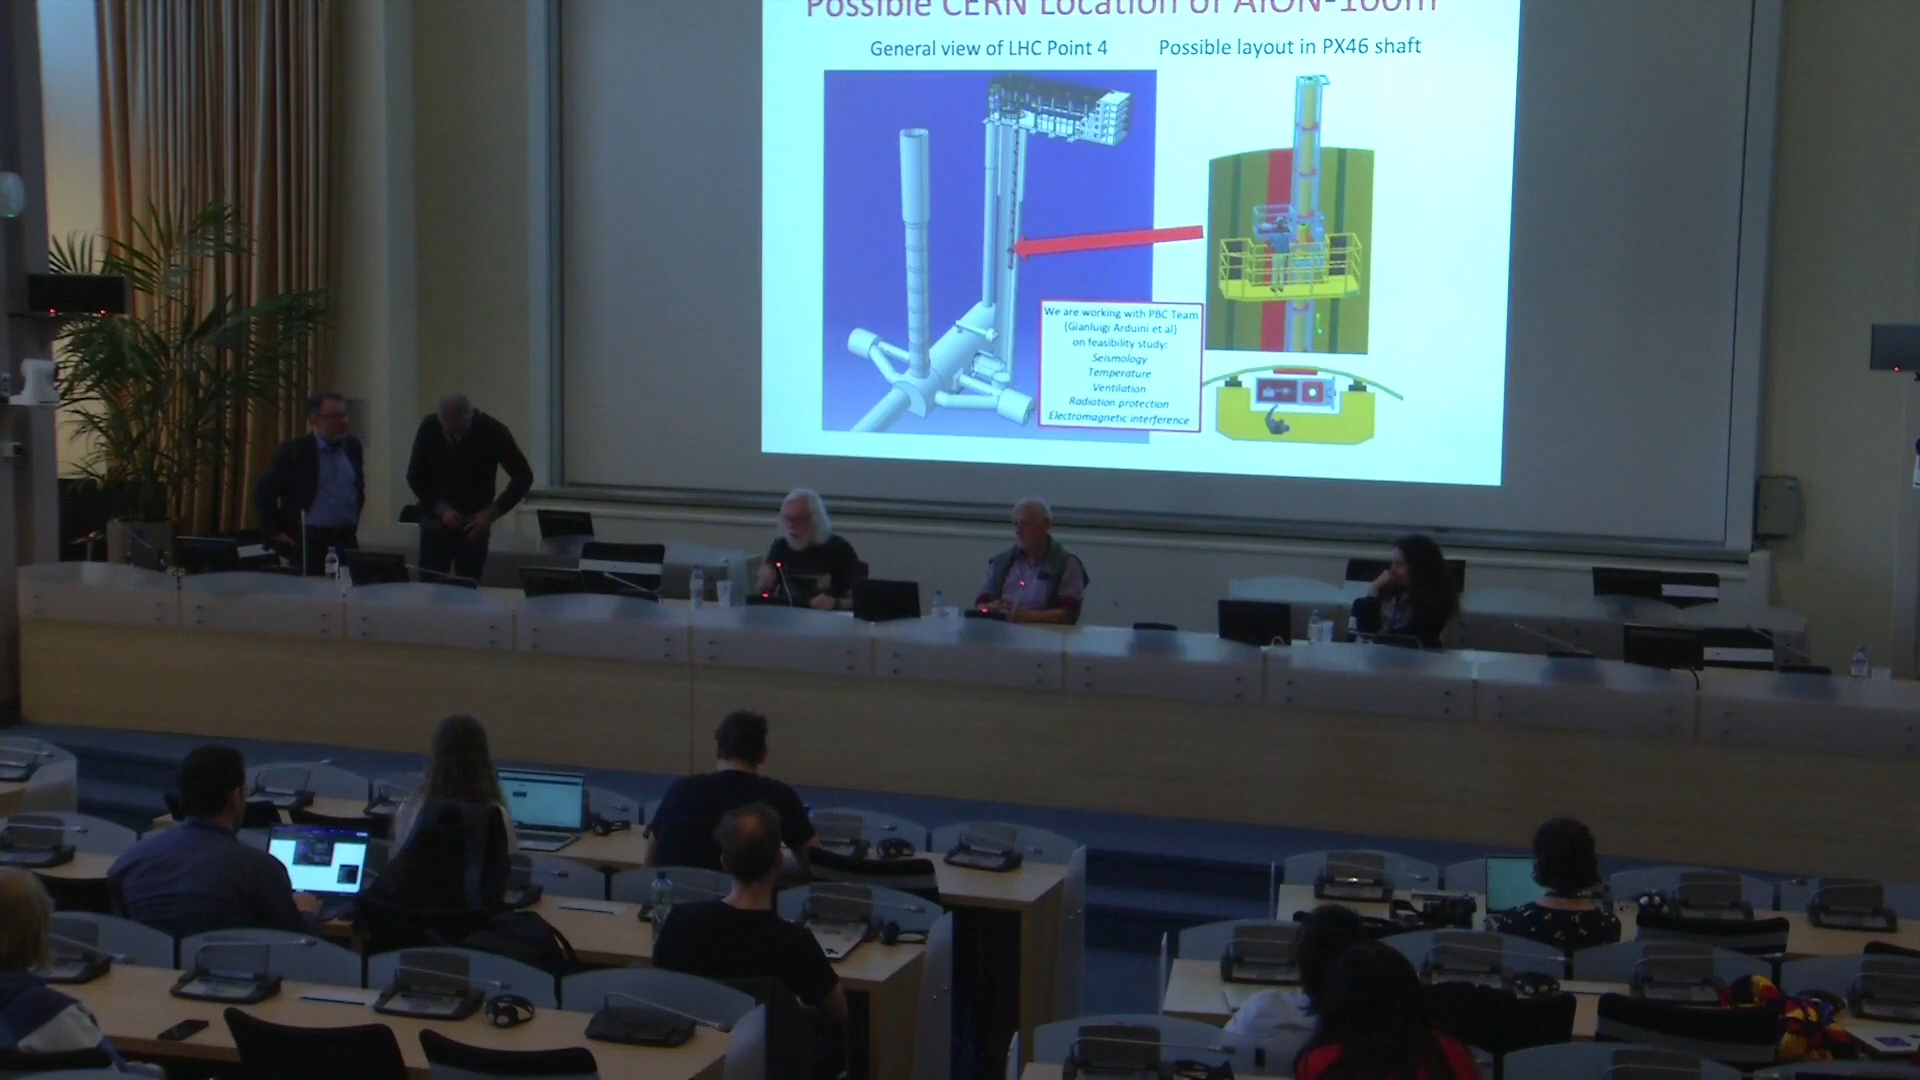 Possible CERN Location of AION-100m
General view of LHC Point 4
Possible layout in PX46 shaft
We are working with PBC Team
(Gianluigi Arduini et al)
on feasibility study:
Seismology
Temperature
Ventilation
Radiation protection
Electromagnetic interference